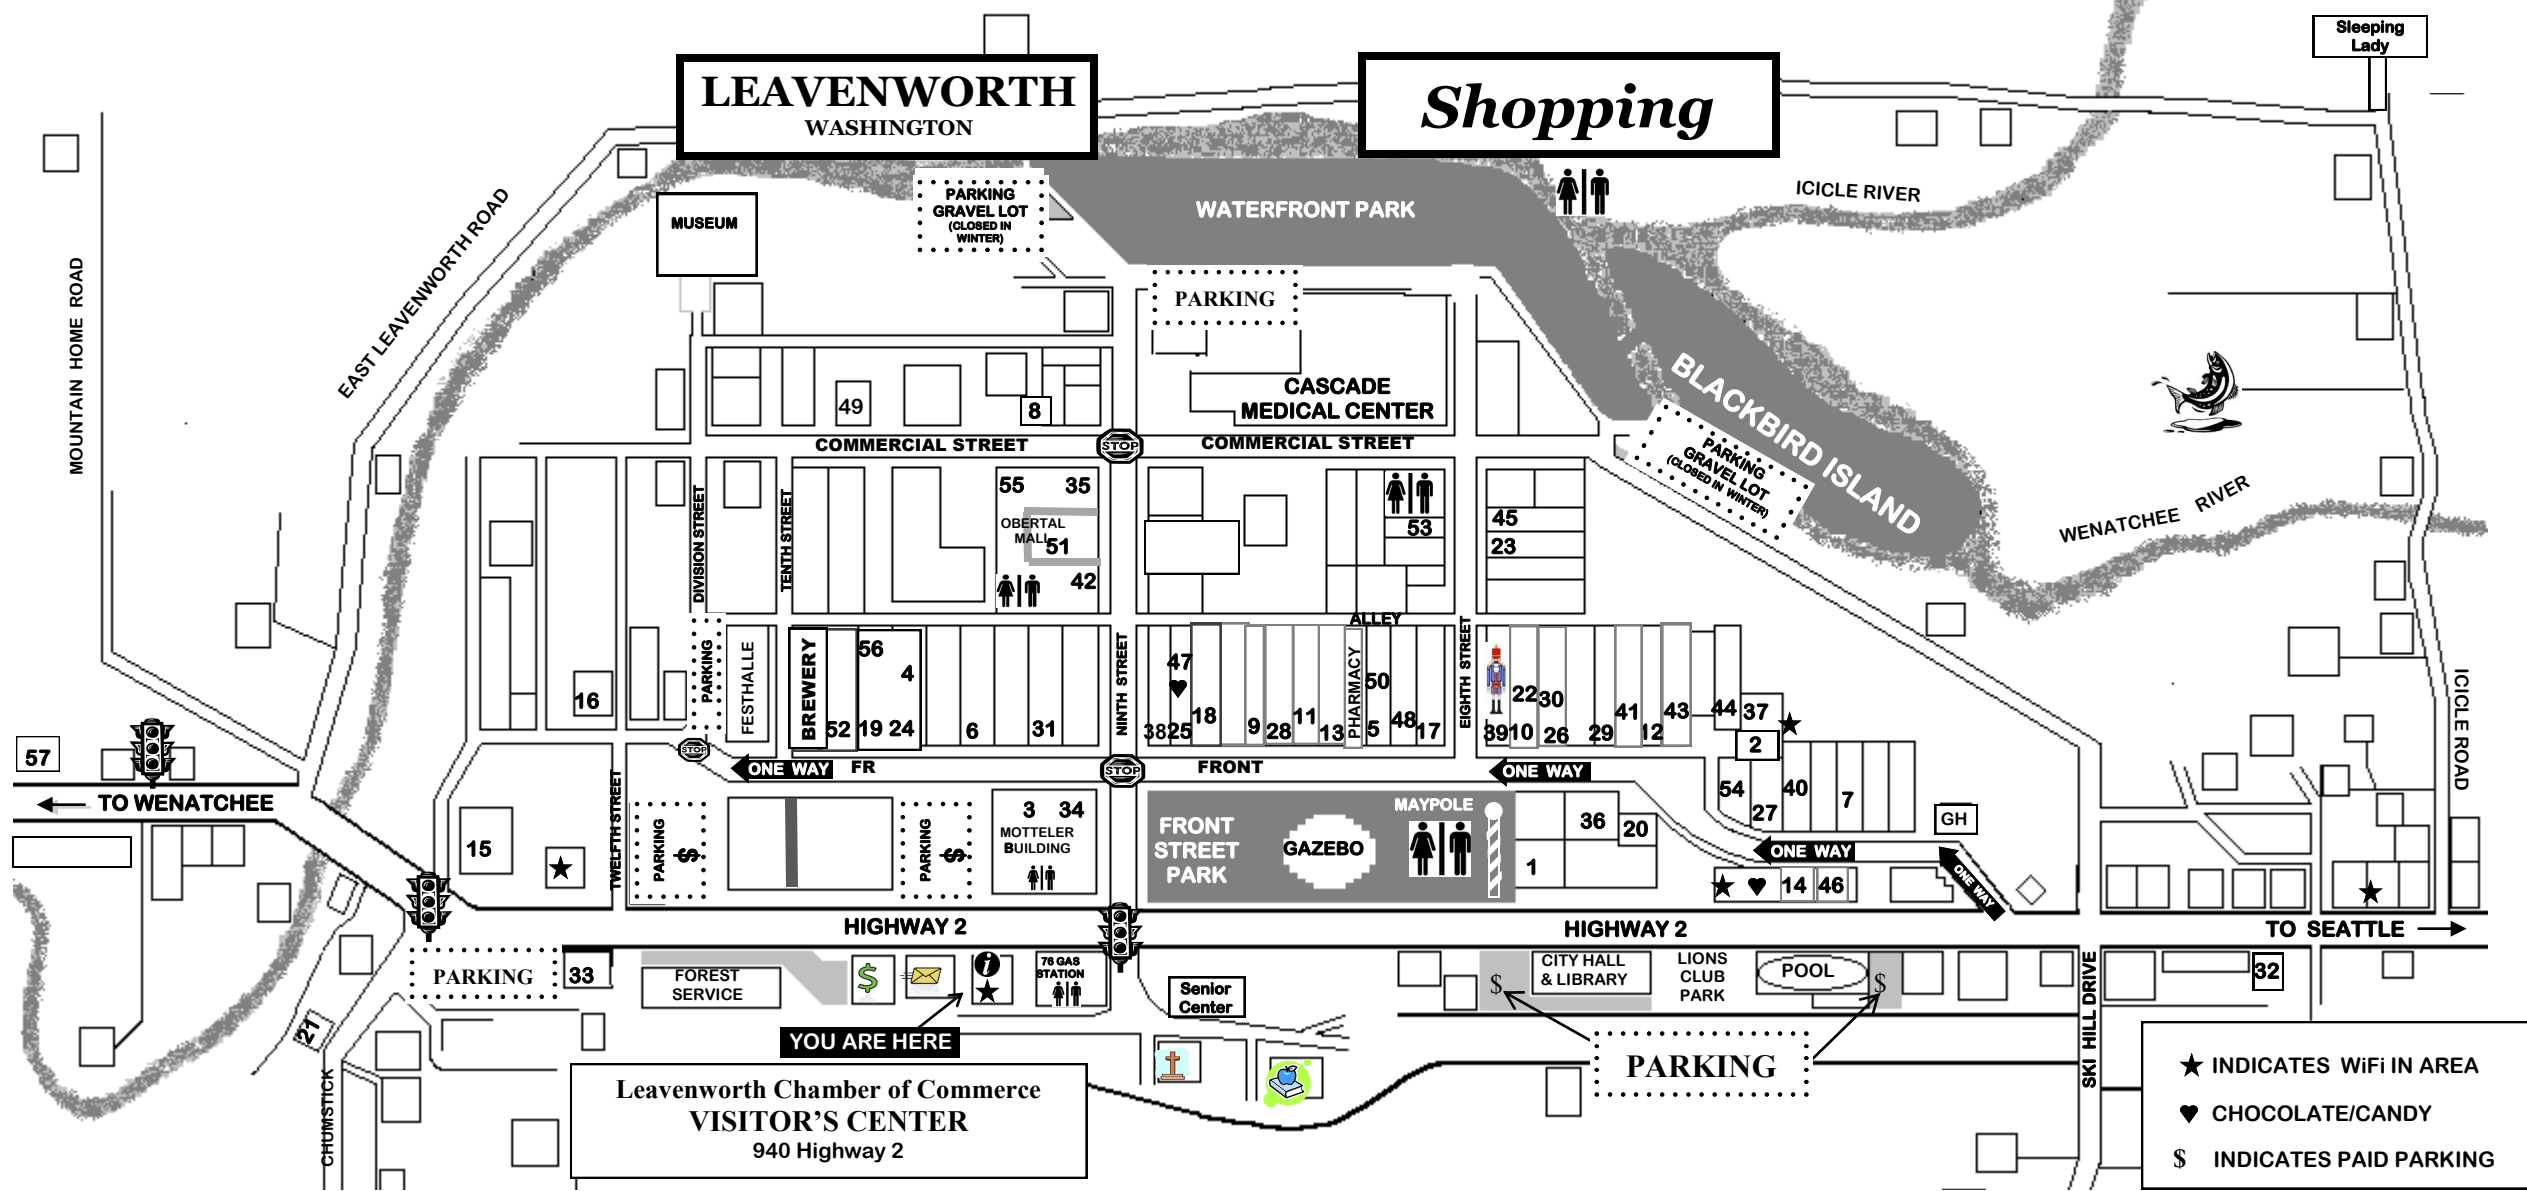 LEAVENWORTH
WASHINGTON
Shopping
Sleeping
Lady
MUSEUM
PARKING
GRAVEL LOT
(CLOSED IN
WINTER)
WATERFRONT PARK
ICICLE RIVER
MOUNTAIN HOME ROAD
EAST LEAVENWORTH ROAD
PARKING
49
8
CASCADE
MEDICAL CENTER
BLACKBIRD ISLAND
COMMERCIAL STREET
STOP
COMMERCIAL STREET
PARKING
GRAVEL LOT
(CLOSED IN WINTER)
WENATCHEE RIVER
DIVISION STREET
TENTH STREET
55
35
OBERTAL
MALL
51
42
53
45
23
ALLEY
16
PARKING
FESTHALLE
BREWERY
56
4
52
19
24
6
31
NINTH STREET
47
38
25
18
9
28
11
13
PHARMACY
50
5
48
17
EIGHTH STREET
22
30
39
10
26
29
41
12
43
44
37
2
ICICLE ROAD
57
STOP
ONE WAY
FR
STOP
FRONT
ONE WAY
54
27
40
7
TO WENATCHEE
15
TWELFTH STREET
PARKING
$
PARKING
$
3
34
MOTTELER
BUILDING
FRONT
STREET
PARK
GAZEBO
MAYPOLE
36
20
1
GH
ONE WAY
ONE WAY
14
46
HIGHWAY 2
HIGHWAY 2
TO SEATTLE
PARKING
33
FOREST
SERVICE
$
i
76 GAS
STATION
Senior
Center
$
CITY HALL
& LIBRARY
LIONS
CLUB
PARK
POOL
$
SKI HILL DRIVE
32
21
CHUMSTICK
YOU ARE HERE
Leavenworth Chamber of Commerce
VISITOR'S CENTER
940 Highway 2
PARKING
INDICATES WiFi IN AREA
CHOCOLATE/CANDY
$ INDICATES PAID PARKING